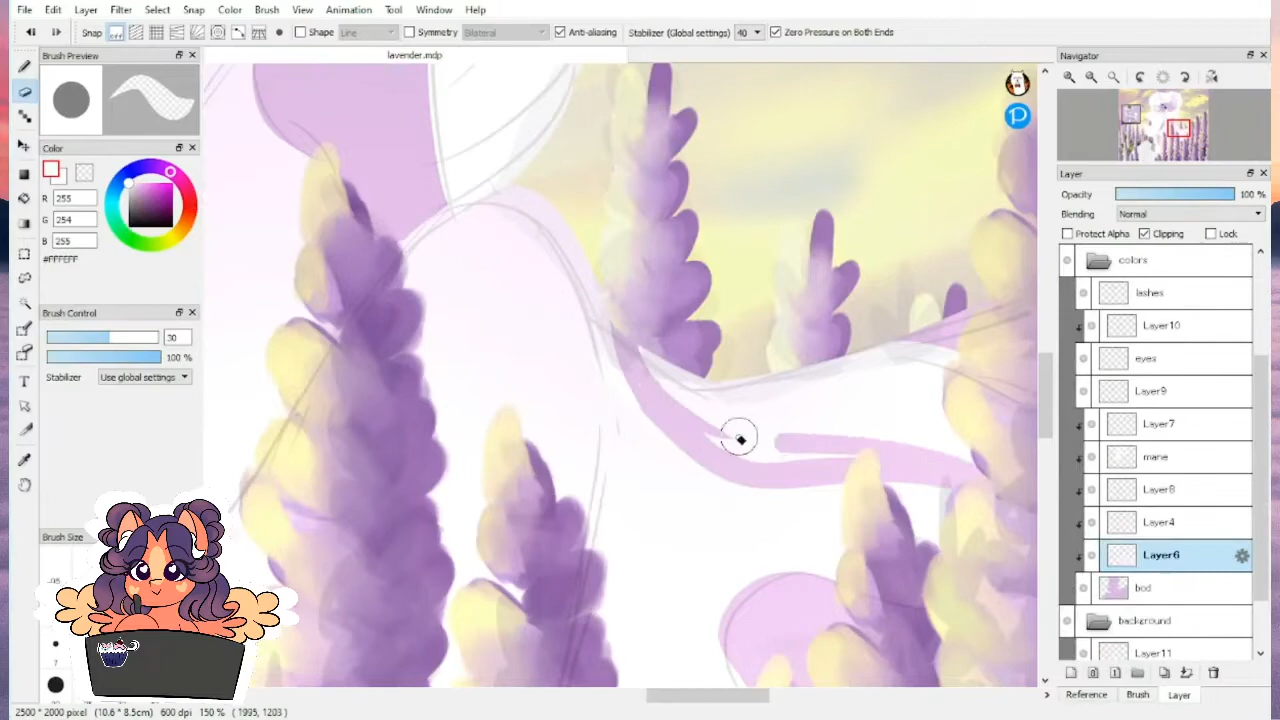 File Edit Layer Filter Select Snap Color Brush View Animation Tool Window Help
Snap Shape Line Symmetry Bilateral Anti-aliasing Stabilizer (Global settings) 40 Zero Pressure on Both Ends
Brush Preview
lavender.mdp
Navigator
Color
R 255
G 254
B 255
#FFFEFF
Layer
Opacity 100 %
Blending Normal
Protect Alpha Clipping Lock
colors
lashes
Layer10
eyes
Layer9
Layer7
mane
Layer8
Layer4
Layer6
bod
background
Layer11
Brush Control
30
100 %
Stabilizer Use global settings
Brush Size
7
Reference Brush Layer
2500 * 2000 pixel (10.6 * 8.5cm) 600 dpi 150 % ( 1995, 1203 )